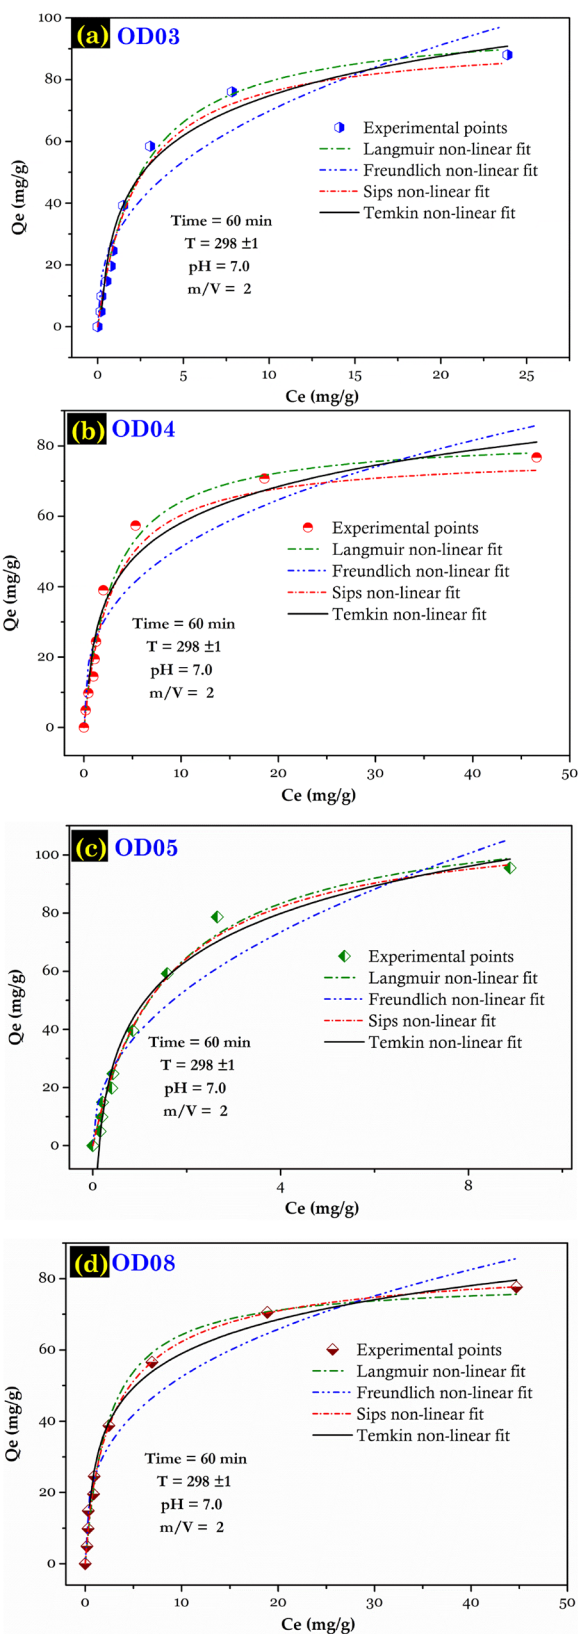 (a) OD03
100
80
60
40
20
0
Qe (mg/g)
Experimental points
Langmuir non-linear fit
Freundlich non-linear fit
Sips non-linear fit
Temkin non-linear fit
Time = 60 min
T = 298 ±1
pH = 7.0
m/V = 2
0 5 10 15 20 25
Ce (mg/g)
(b) OD04
80
60
40
20
0
Qe (mg/g)
Experimental points
Langmuir non-linear fit
Freundlich non-linear fit
Sips non-linear fit
Temkin non-linear fit
Time = 60 min
T = 298 ±1
pH = 7.0
m/V = 2
0 10 20 30 40 50
Ce (mg/g)
(c) OD05
100
80
60
40
20
0
Qe (mg/g)
Experimental points
Langmuir non-linear fit
Freundlich non-linear fit
Sips non-linear fit
Temkin non-linear fit
Time = 60 min
T = 298 ±1
pH = 7.0
m/V = 2
0 4 8
Ce (mg/g)
(d) OD08
80
60
40
20
0
Qe (mg/g)
Experimental points
Langmuir non-linear fit
Freundlich non-linear fit
Sips non-linear fit
Temkin non-linear fit
Time = 60 min
T = 298 ±1
pH = 7.0
m/V = 2
0 10 20 30 40 50
Ce (mg/g)